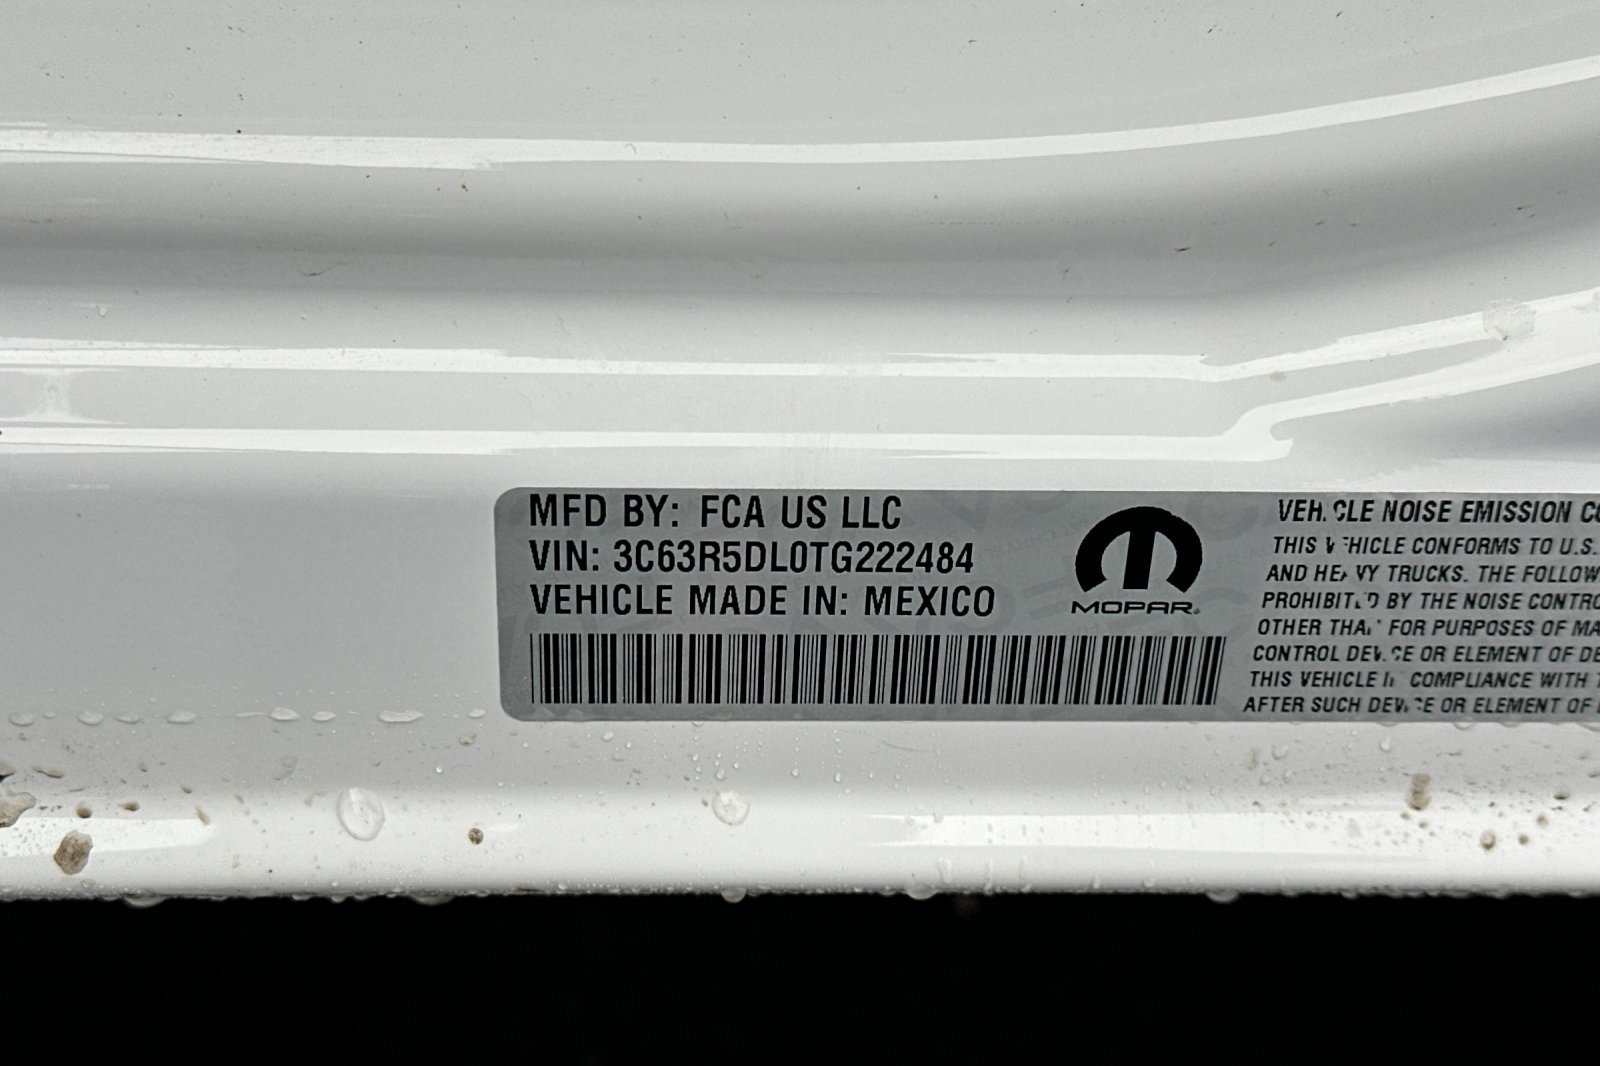 MFD BY: FCA US LLC
VIN: 3C63R5DL0TG222484
VEHICLE MADE IN: MEXICO
MOPAR
VEHICLE NOISE EMISSION
THIS VEHICLE CONFORMS TO U.S.
AND HEAVY TRUCKS. THE
PROHIBITED BY THE NOISE
OTHER THAN FOR PURPOSES OF
CONTROL DEVICE OR ELEMENT OF
THIS VEHICLE IN COMPLIANCE WITH
AFTER SUCH DEVICE OR ELEMENT OF